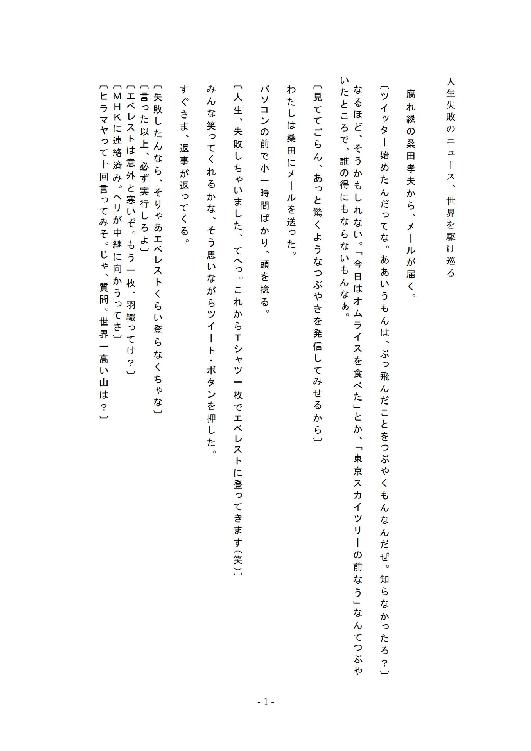 人生失敗のニュース、世界を駆け巡る
腐れ縁の桑田孝夫から、メールが届く。
〔ツイッター始めたんだってな。ああいうもんは、ぶっ飛んだことをつぶやくもんなんだぜ。知らなかったろ？〕
なるほど、そうかもしれない。「今日はオムライスを食べた」とか、「東京スカイツリーの前なう」なんてつぶや
いたところで、誰の得にもならないもんなぁ。
〔見ててごらん、あっと驚くようなつぶやきを発信してみせるから〕
わたしは桑田にメールを送った。
パソコンの前で小一時間ばかり、頭を捻る。
〔人生、失敗しちゃいました、てへっ。これからＴシャツ一枚でエベレストに登ってきます（笑）〕
みんな笑ってくれるかな、そう思いながらツイート・ボタンを押した。
すぐさま、返事が返ってくる。
〔失敗したんなら、そりゃあエベレストくらい登らなくちゃな〕
〔言った以上、必ず実行しろよ〕
〔エベレストは意外と寒いぞ。もう一枚、羽織ってけ？〕
〔ＭＨＫに連絡済み。ヘリが中継に向かうってさ〕
〔ヒラマヤって十回言ってみそ。じゃ、質問。世界一高い山は？〕
- 1 -